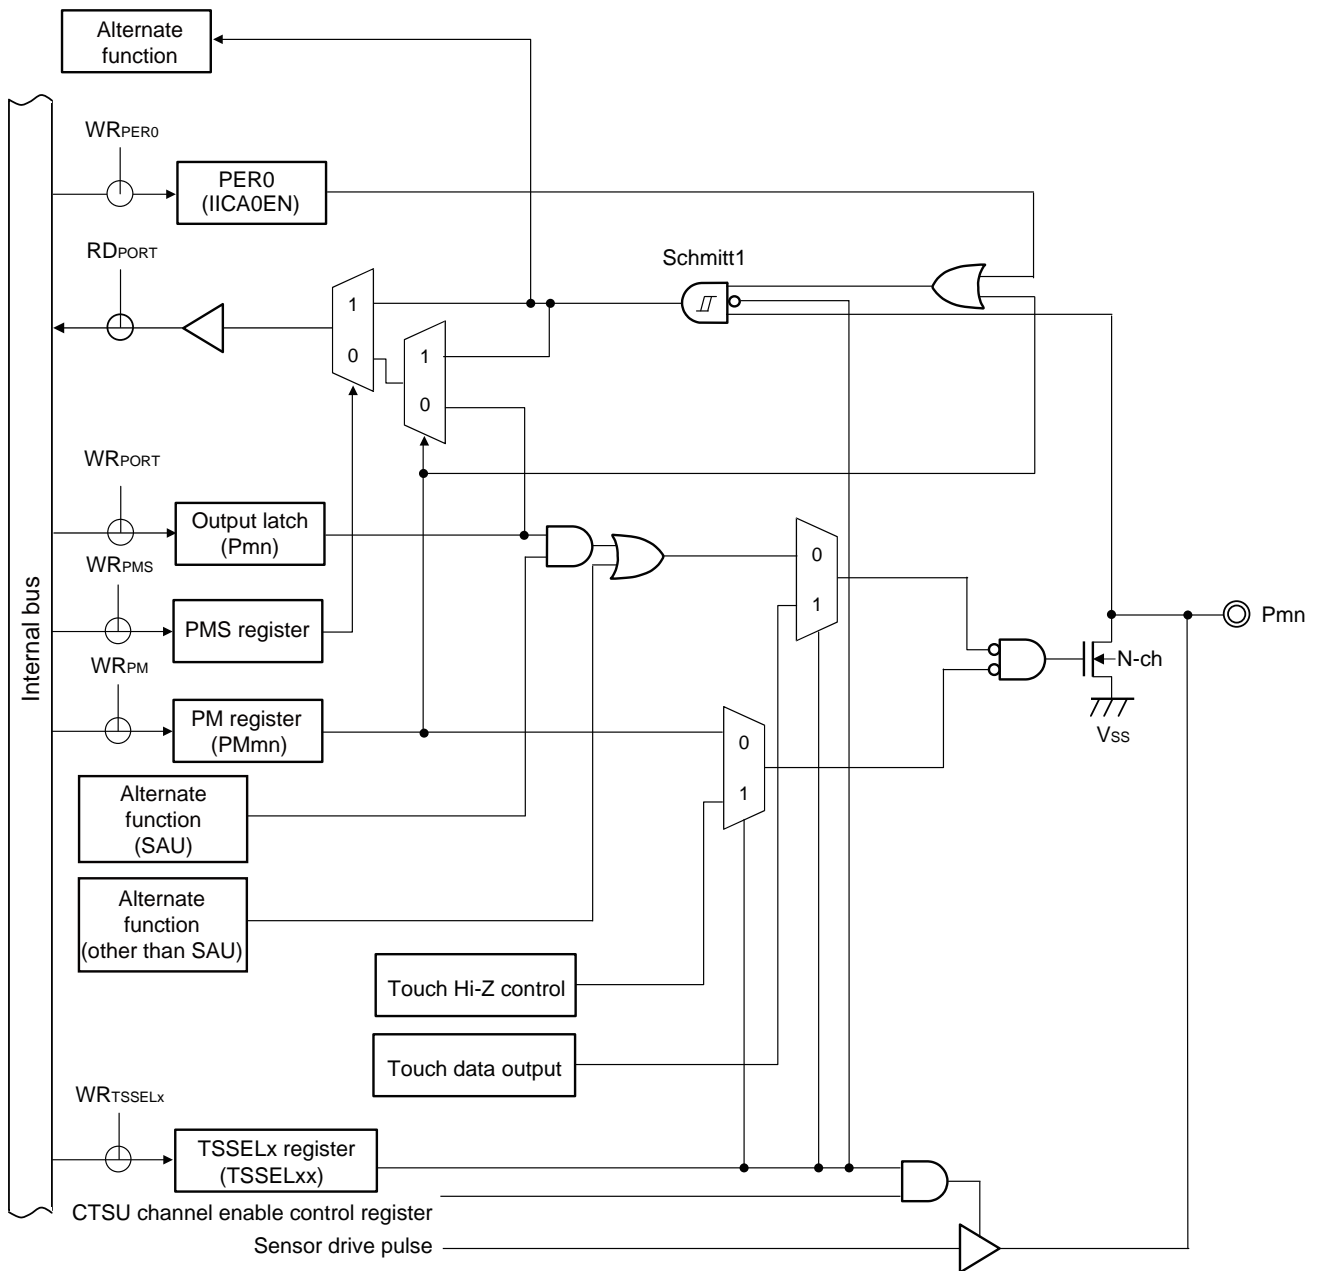 Alternate
function
WRPER0
PER0
(IICA0EN)
RDPORT
Schmitt1
1
0
1
0
WRPORT
Output latch
(Pmn)
WRPMS
PMS register
WRPM
PM register
(PMmn)
Internal bus
0
1
Pmn
N-ch
VSS
0
1
Alternate
function
(SAU)
Alternate
function
(other than SAU)
Touch Hi-Z control
Touch data output
WRTSSELx
TSSELx register
(TSSELxx)
CTSU channel enable control register
Sensor drive pulse